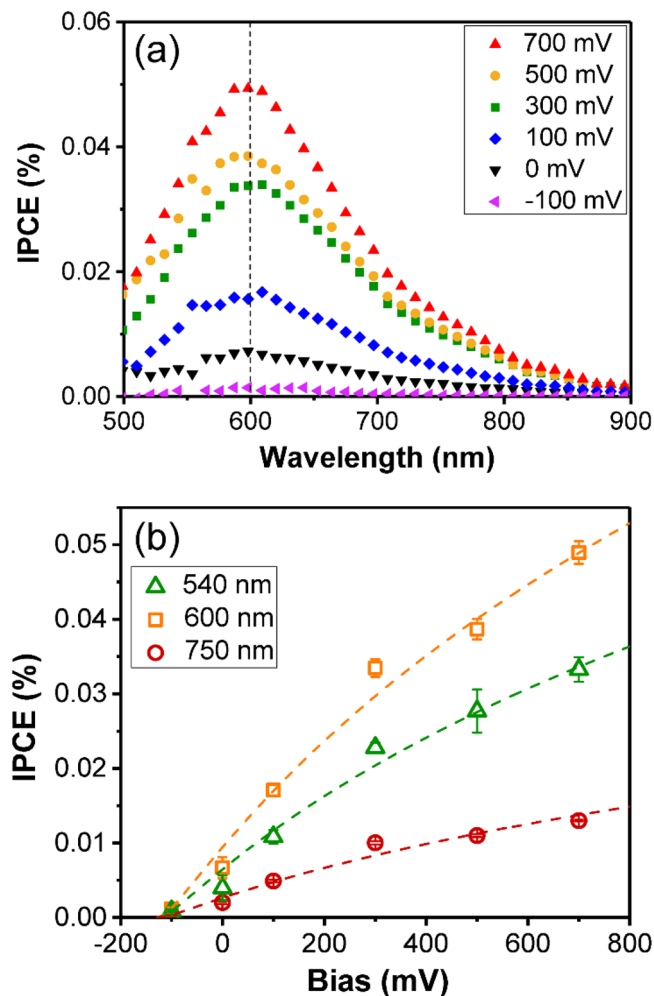 (a)
700 mV
500 mV
300 mV
100 mV
0 mV
-100 mV
IPCE (%)
0.06
0.04
0.02
0.00
500 600 700 800 900
Wavelength (nm)
(b)
540 nm
600 nm
750 nm
IPCE (%)
0.05
0.04
0.03
0.02
0.01
0.00
-200 0 200 400 600 800
Bias (mV)